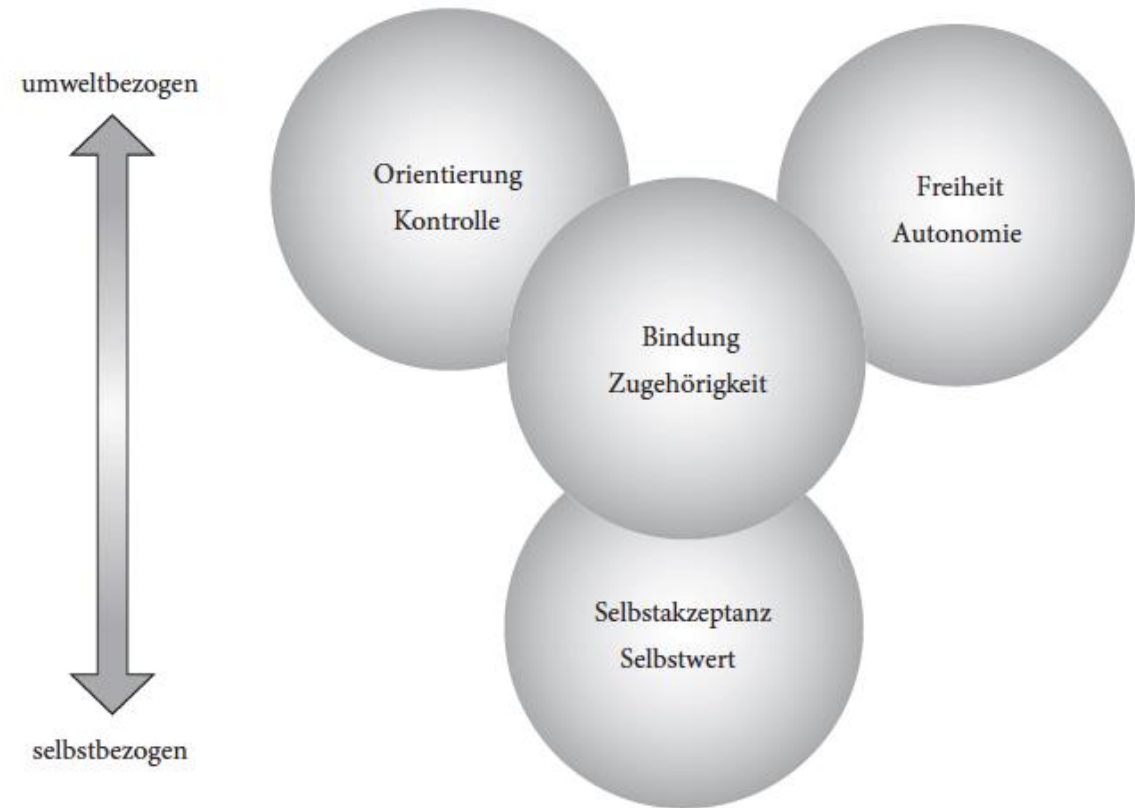 umweltbezogen
Orientierung
Kontrolle
Freiheit
Autonomie
Bindung
Zugehörigkeit
Selbstakzeptanz
Selbstwert
selbstbezogen